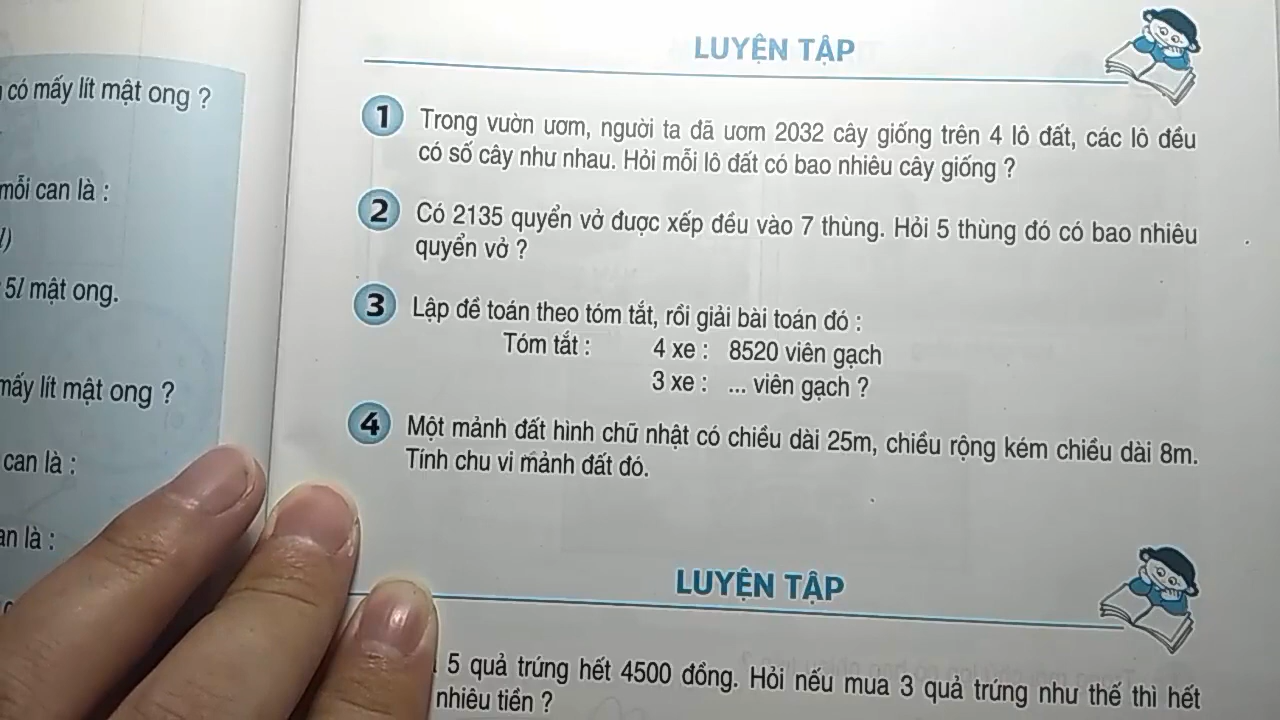 có mấy lít mật ong ?
mỗi can là :
l)
5l mật ong.
mấy lít mật ong ?
can là :
an là :
LUYỆN TẬP
1 Trong vườn ươm, người ta đã ươm 2032 cây giống trên 4 lô đất, các lô đều
có số cây như nhau. Hỏi mỗi lô đất có bao nhiêu cây giống ?
2 Có 2135 quyển vở được xếp đều vào 7 thùng. Hỏi 5 thùng đó có bao nhiêu
quyển vở ?
3 Lập đề toán theo tóm tắt, rồi giải bài toán đó :
Tóm tắt : 4 xe : 8520 viên gạch
3 xe : ... viên gạch ?
4 Một mảnh đất hình chữ nhật có chiều dài 25m, chiều rộng kém chiều dài 8m.
Tính chu vi mảnh đất đó.
LUYỆN TẬP
5 quả trứng hết 4500 đồng. Hỏi nếu mua 3 quả trứng như thế thì hết
nhiêu tiền ?